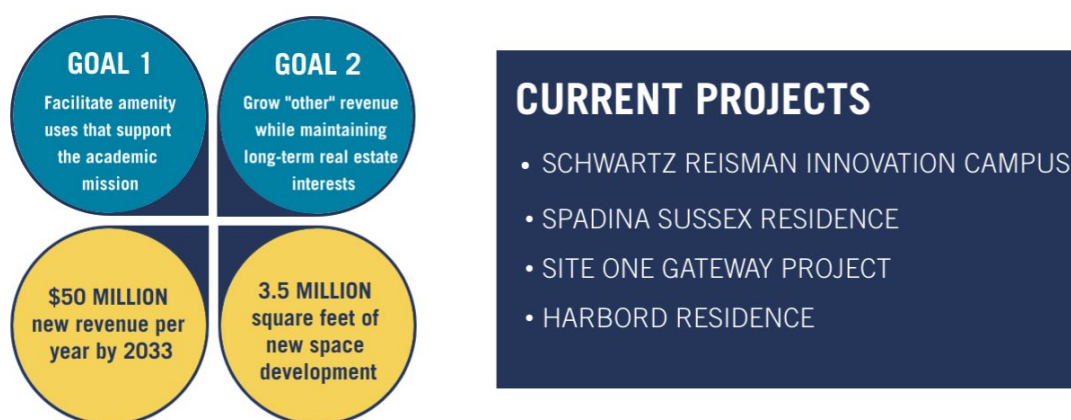 GOAL 1
Facilitate amenity
uses that support
the academic
mission
GOAL 2
Grow "other" revenue
while maintaining
long-term real estate
interests
$50 MILLION
new revenue per
year by 2033
3.5 MILLION
square feet of
new space
development
CURRENT PROJECTS
• SCHWARTZ REISMAN INNOVATION CAMPUS
• SPADINA SUSSEX RESIDENCE
• SITE ONE GATEWAY PROJECT
• HARBORD RESIDENCE